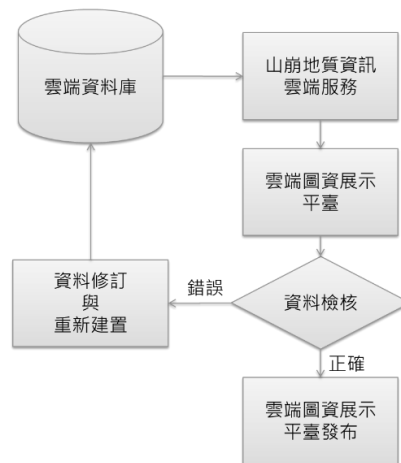 雲端資料庫
山崩地質資訊
雲端服務
雲端圖資展示
平臺
資料檢核
錯誤
資料修訂
與
重新建置
正確
雲端圖資展示
平臺發布